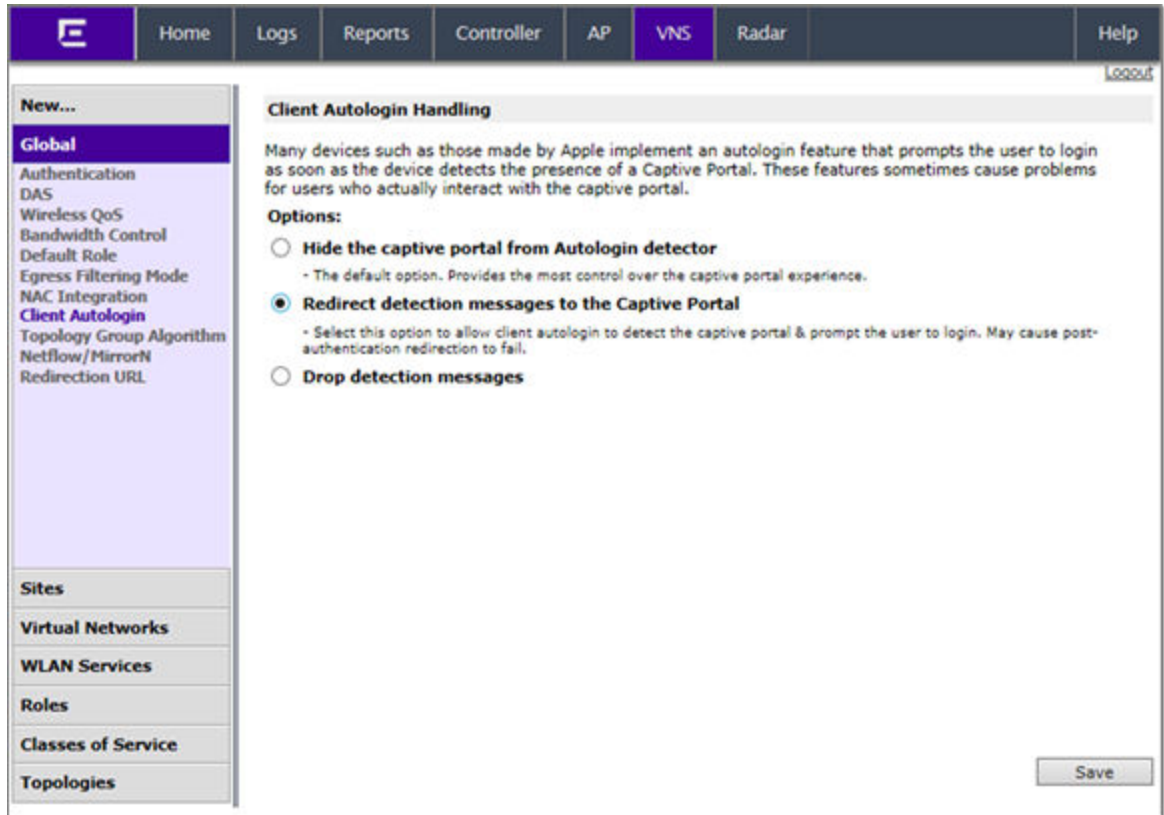 Home Logs Reports Controller AP VNS Radar Help
Logout
New...
Global
Authentication
DAS
Wireless QoS
Bandwidth Control
Default Role
Egress Filtering Mode
NAC Integration
Client Autologin
Topology Group Algorithm
Netflow/MirrorN
Redirection URL
Sites
Virtual Networks
WLAN Services
Roles
Classes of Service
Topologies
Client Autologin Handling
Many devices such as those made by Apple implement an autologin feature that prompts the user to login
as soon as the device detects the presence of a Captive Portal. These features sometimes cause problems
for users who actually interact with the captive portal.
Options:
Hide the captive portal from Autologin detector
- The default option. Provides the most control over the captive portal experience.
Redirect detection messages to the Captive Portal
- Select this option to allow client autologin to detect the captive portal & prompt the user to login. May cause post-
authentication redirection to fail.
Drop detection messages
Save